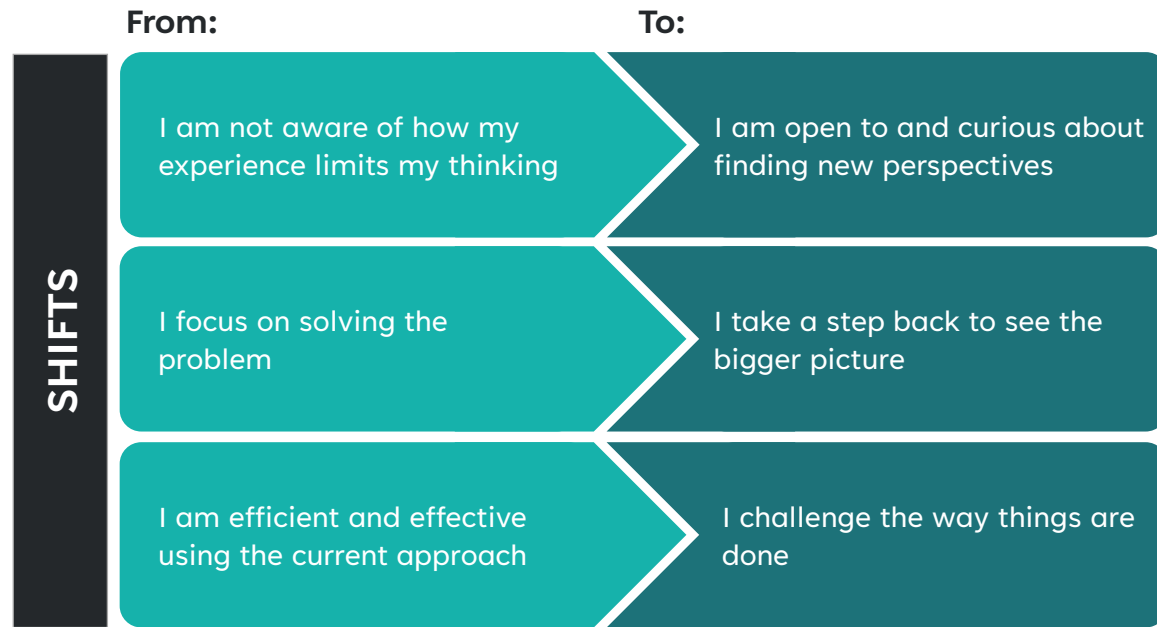 From:
To:
SHIFTS
I am not aware of how my
experience limits my thinking
I am open to and curious about
finding new perspectives
I focus on solving the
problem
I take a step back to see the
bigger picture
I am efficient and effective
using the current approach
I challenge the way things are
done